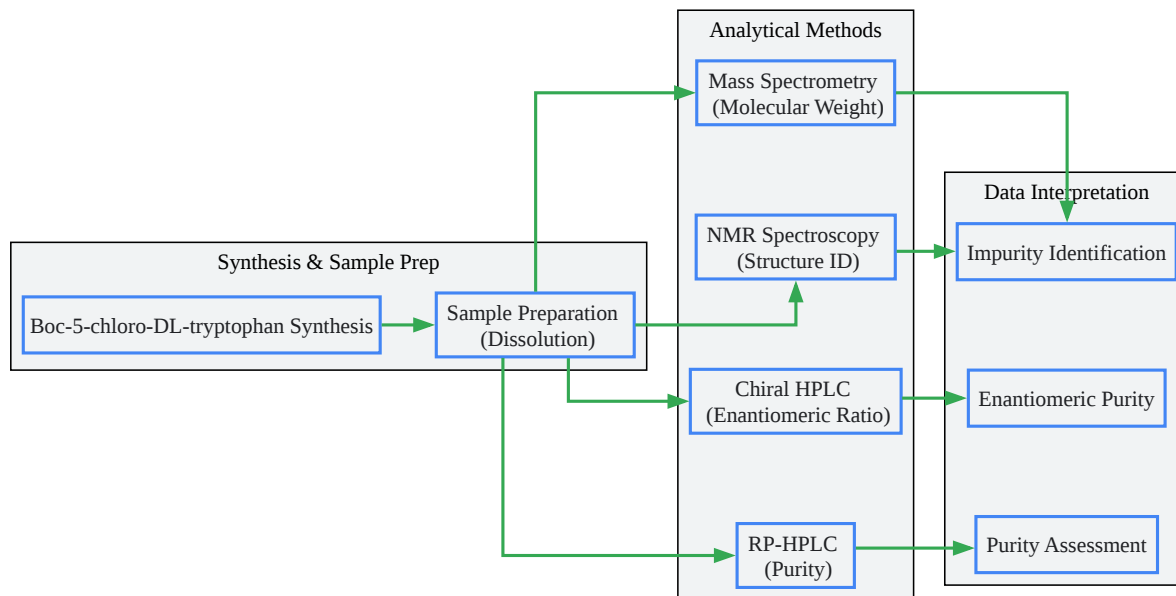 Analytical Methods
Mass Spectrometry
(Molecular Weight)
Data Interpretation
NMR Spectroscopy
(Structure ID)
Impurity Identification
Synthesis & Sample Prep
Boc-5-chloro-DL-tryptophan Synthesis
Sample Preparation
(Dissolution)
Chiral HPLC
(Enantiomeric Ratio)
Enantiomeric Purity
RP-HPLC
(Purity)
Purity Assessment